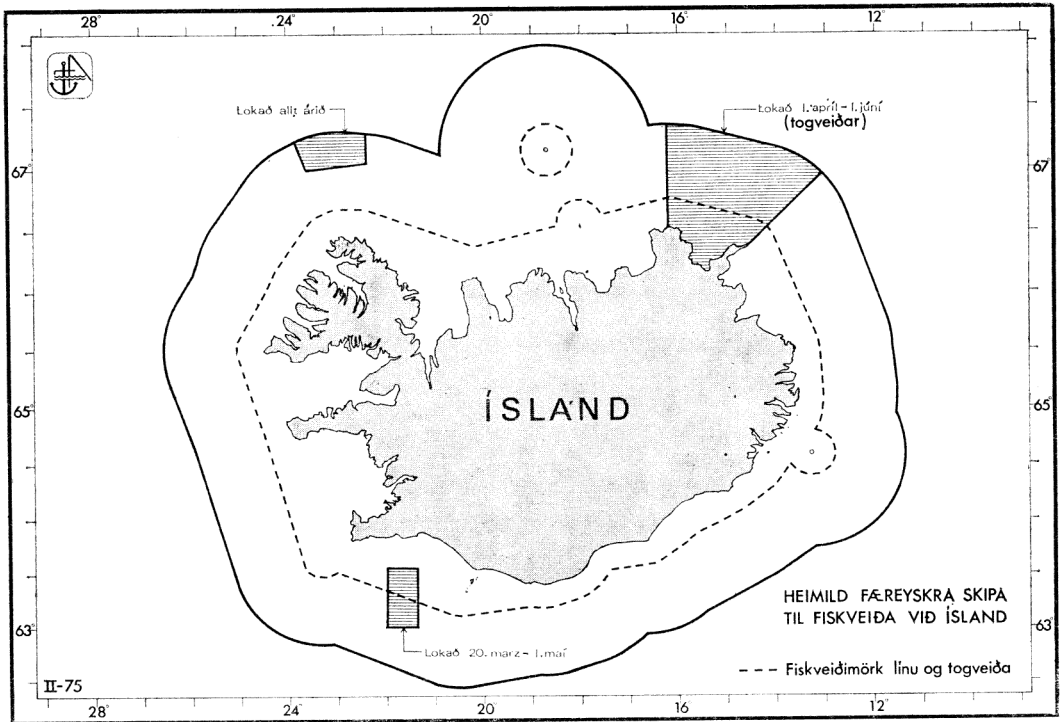 28° 24° 20° 16° 12°
Lokað allt árið
Lokað 1. apríl - 1. júní
(togveiðar)
67° 67°
ÍSLAND
65° 65°
HEIMILD FÆREYSKRA SKIPA
TIL FISKVEIÐA VIÐ ÍSLAND
63° 63°
Lokað 20. marz - 1. maí
Fiskveiðimörk línu og togveiða
II-75
28° 24° 20° 16° 12°